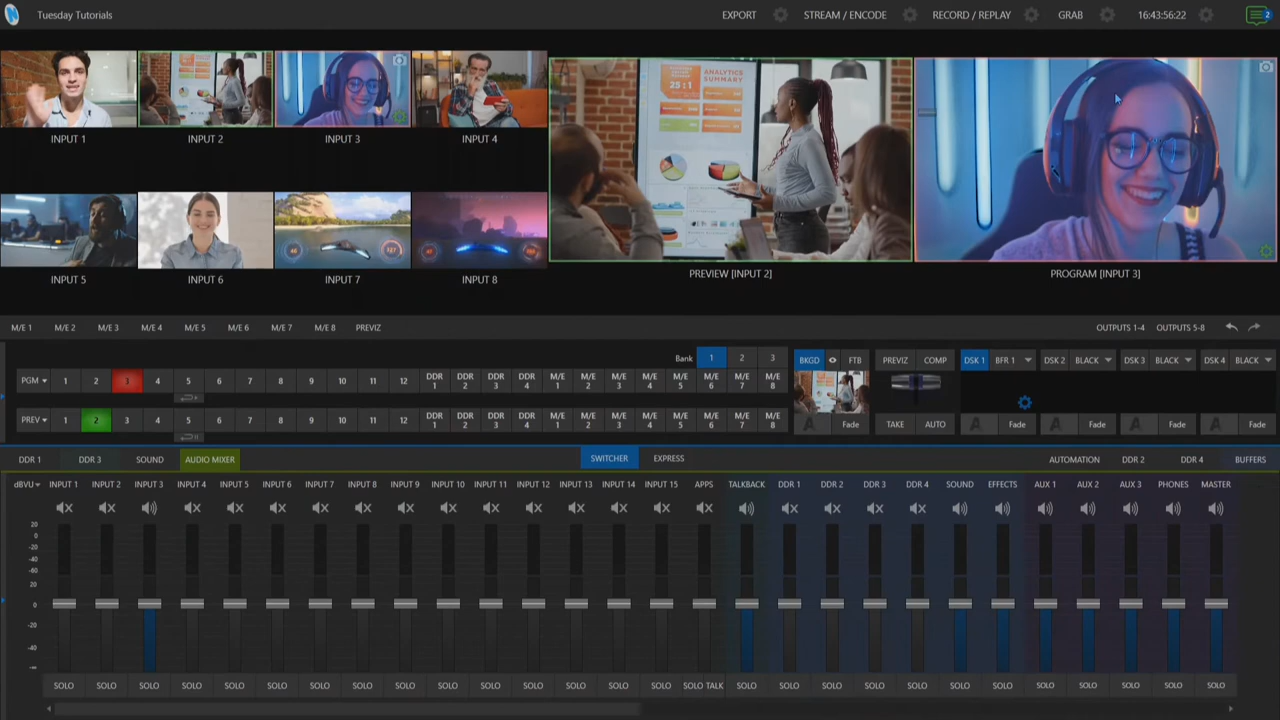 Tuesday Tutorials
EXPORT STREAM / ENCODE RECORD / REPLAY GRAB 16:43:56:22 2
ANALYTICS SUMMARY
25:1
INPUT 1 INPUT 2 INPUT 3 INPUT 4
INPUT 5 INPUT 6 INPUT 7 INPUT 8
PREVIEW [INPUT 2] PROGRAM [INPUT 3]
M/E 1 M/E 2 M/E 3 M/E 4 M/E 5 M/E 6 M/E 7 M/E 8 PREVIZ OUTPUTS 1-4 OUTPUTS 5-8
Bank 1 2 3
BKGD FTB PREVIZ COMP DSK 1 BFR 1 DSK 2 BLACK DSK 3 BLACK DSK 4 BLACK
PGM 1 2 3 4 5 6 7 8 9 10 11 12 DDR 1 DDR 2 DDR 3 DDR 4 M/E 1 M/E 2 M/E 3 M/E 4 M/E 5 M/E 6 M/E 7 M/E 8
PREV 1 2 3 4 5 6 7 8 9 10 11 12 DDR 1 DDR 2 DDR 3 DDR 4 M/E 1 M/E 2 M/E 3 M/E 4 M/E 5 M/E 6 M/E 7 M/E 8
A Fade TAKE AUTO A Fade A Fade A Fade A Fade
DDR 1 DDR 3 SOUND AUDIO MIXER SWITCHER EXPRESS AUTOMATION DDR 2 DDR 4 BUFFERS
dBVU INPUT 1 INPUT 2 INPUT 3 INPUT 4 INPUT 5 INPUT 6 INPUT 7 INPUT 8 INPUT 9 INPUT 10 INPUT 11 INPUT 12 INPUT 13 INPUT 14 INPUT 15 APPS TALKBACK DDR 1 DDR 2 DDR 3 DDR 4 SOUND EFFECTS AUX 1 AUX 2 AUX 3 PHONES MASTER
20
0
-20
-40
-60
20
0
-20
-40
-∞
SOLO SOLO SOLO SOLO SOLO SOLO SOLO SOLO SOLO SOLO SOLO SOLO SOLO SOLO SOLO SOLO TALK SOLO SOLO SOLO SOLO SOLO SOLO SOLO SOLO SOLO SOLO SOLO SOLO